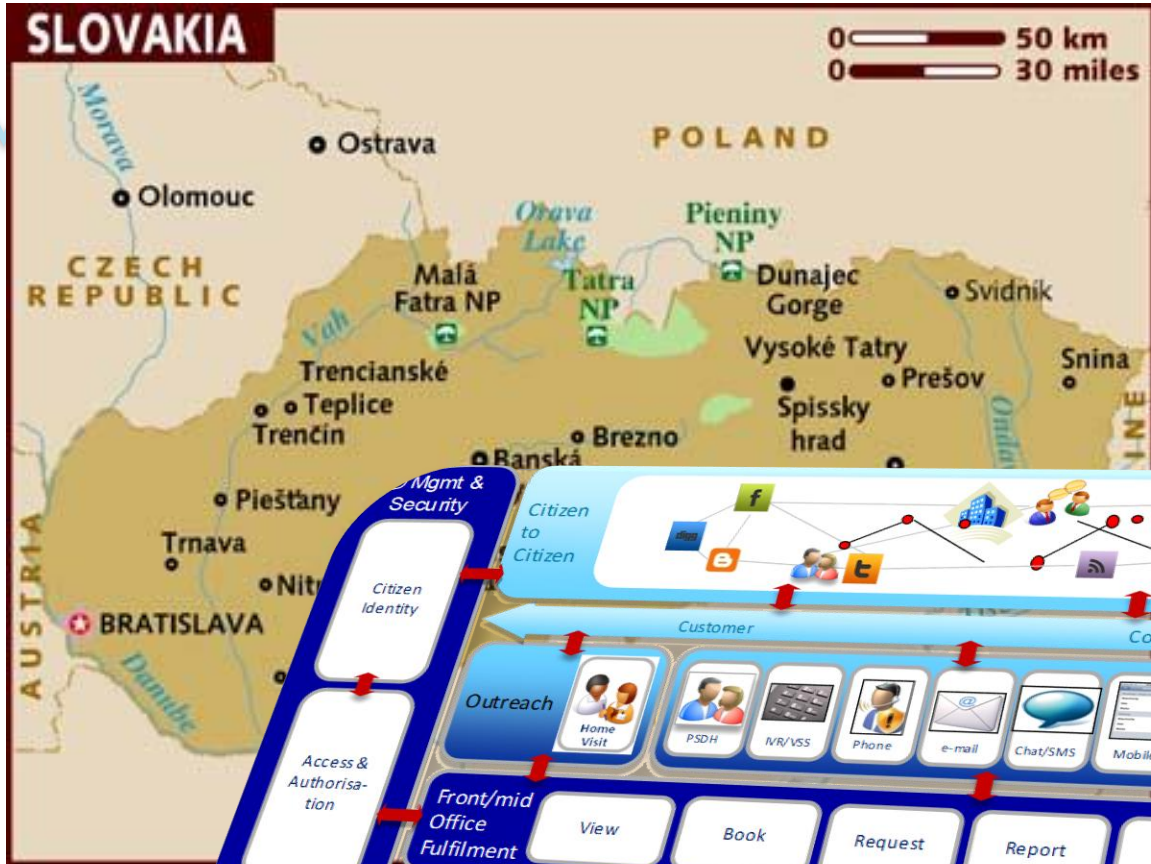 SLOVAKIA
0 50 km
0 30 miles
Morava
Ostrava
POLAND
Olomouc
Orava
Lake
Pieniny
NP
CZECH
REPUBLIC
Malá
Fatra NP
Tatra
NP
Dunajec
Gorge
Svidník
Vah
Vysoké Tatry
Snina
Trencianské
Teplice
Prešov
Trenčín
Spissky
hrad
Brezno
Banská
Piešťany
Trnava
BRATISLAVA
AUSTRIA
Danube
Mgmt &
Security
Citizen
to
Citizen
f
digg
t
Citizen
Identity
Customer
Outreach
Home
Visit
PSDH
IVR/VSS
Phone
@
e-mail
Chat/SMS
Mobile
Access &
Authorisa-
tion
Front/mid
Office
Fulfilment
View
Book
Request
Report